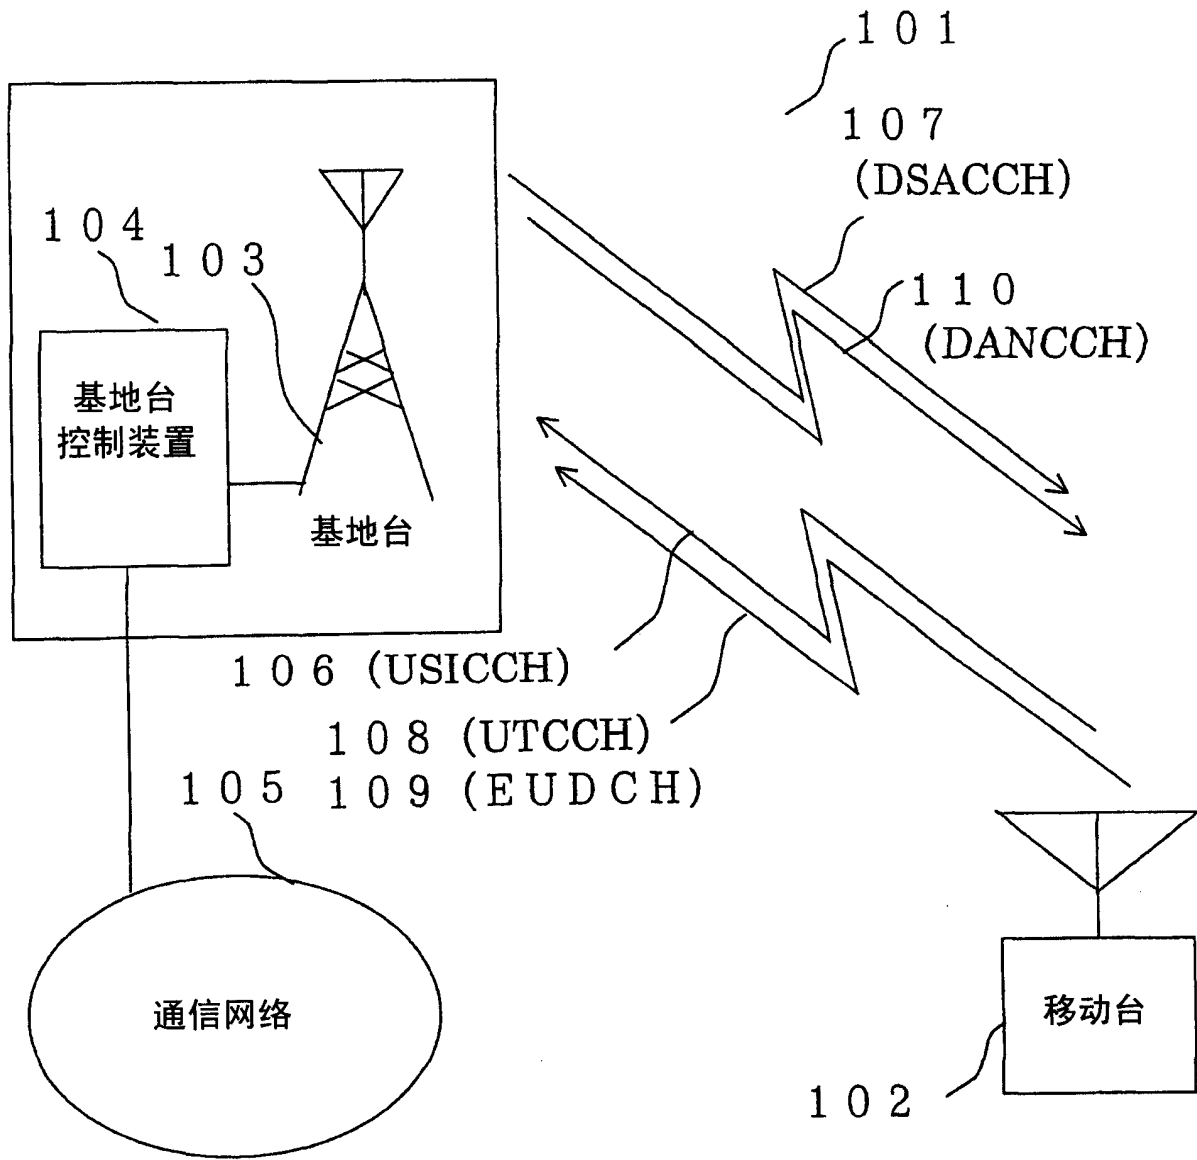 １０１
１０７
(DSACCH)
１０４
１０３
１１０
(DANCCH)
基地台
控制装置
基地台
１０６ (USICCH)
１０８ (UTCCH)
１０９ (ＥＵＤＣＨ)
１０５
通信网络
移动台
１０２